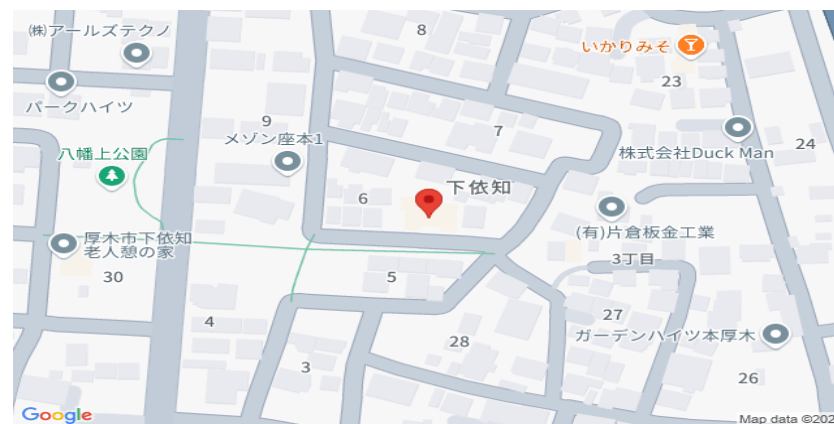 (株)アールズテクノ
8
いかりみそ
パークハイツ
23
9
メゾン座本1
7
株式会社Duck Man
24
八幡上公園
6
下依知
厚木市下依知
老人憩の家
(有)片倉板金工業
3丁目
30
5
27
4
28
ガーデンハイツ本厚木
3
26
Google
Map data ©202